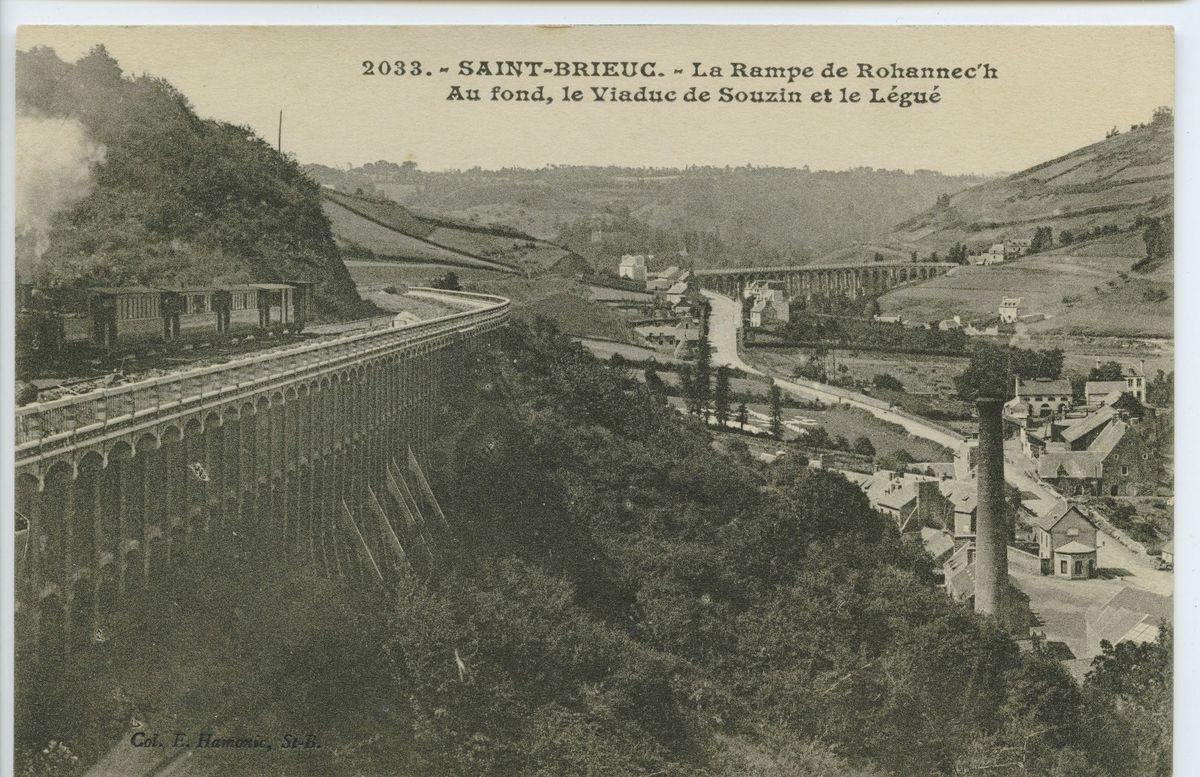 2033. - SAINT-BRIEUC. - La Rampe de Rohannec'h
Au fond, le Viaduc de Souzin et le Légué
Col. E. Hamonic, St-B.